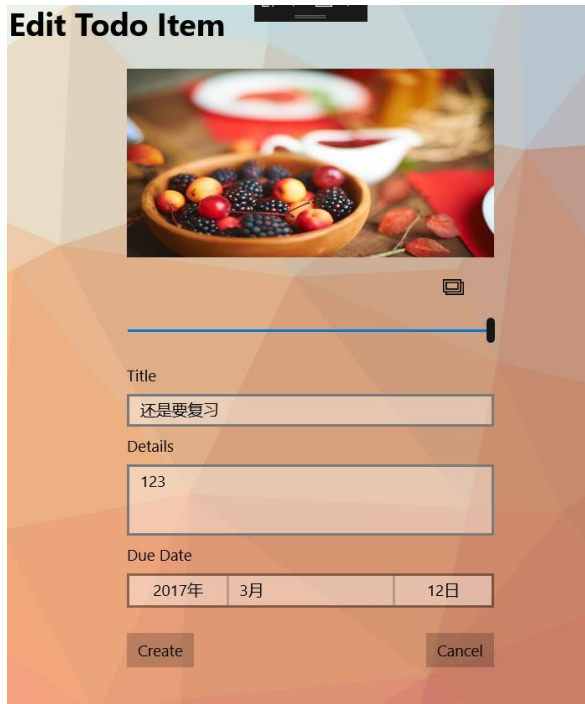 Edit Todo Item
Title
还是要复习
Details
123
Due Date
2017年 3月 12日
Create Cancel